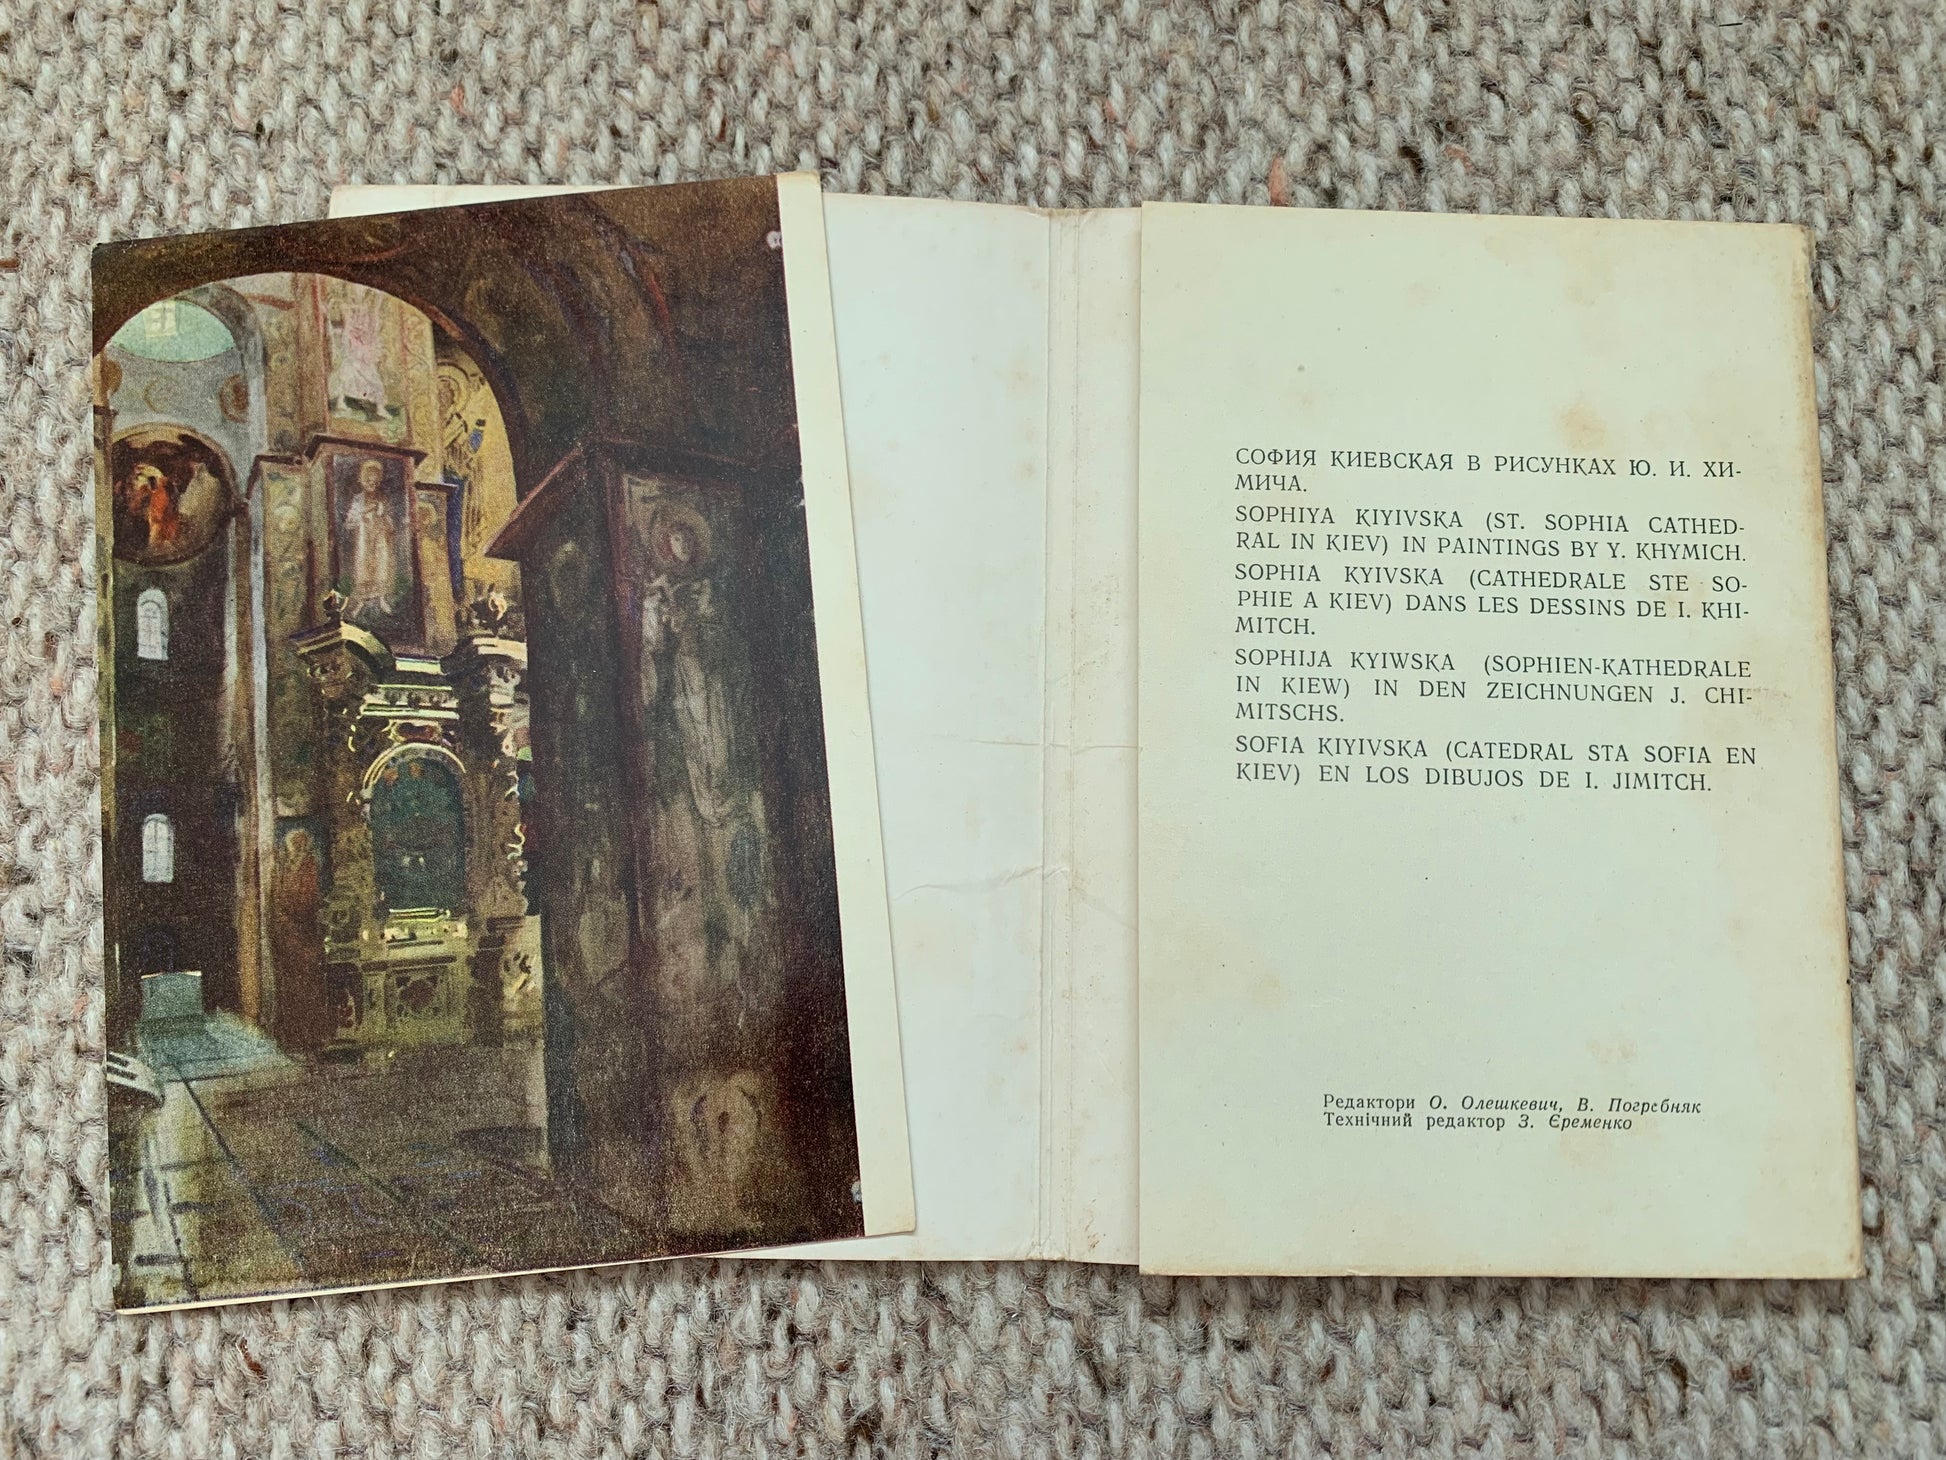 СОФИЯ КИЕВСКАЯ В РИСУНКАХ Ю. И. ХИ-
МИЧА.
SOPHIYA KIYIVSKA (ST. SOPHIA CATHED-
RAL IN KIEV) IN PAINTINGS BY Y. KHYMICH.
SOPHIA KYIVSKA (CATHEDRALE STE SO-
PHIE A KIEV) DANS LES DESSINS DE I. KHI-
MITCH.
SOPHIJA KYIWSKA (SOPHIEN-KATHEDRALE
IN KIEW) IN DEN ZEICHNUNGEN J. CHI-
MITSCHS.
SOFIA KIYIVSKA (CATEDRAL STA SOFIA EN
KIEV) EN LOS DIBUJOS DE I. JIMITCH.
Редактори О. Олешкевич, В. Погребняк
Технічний редактор З. Єременко